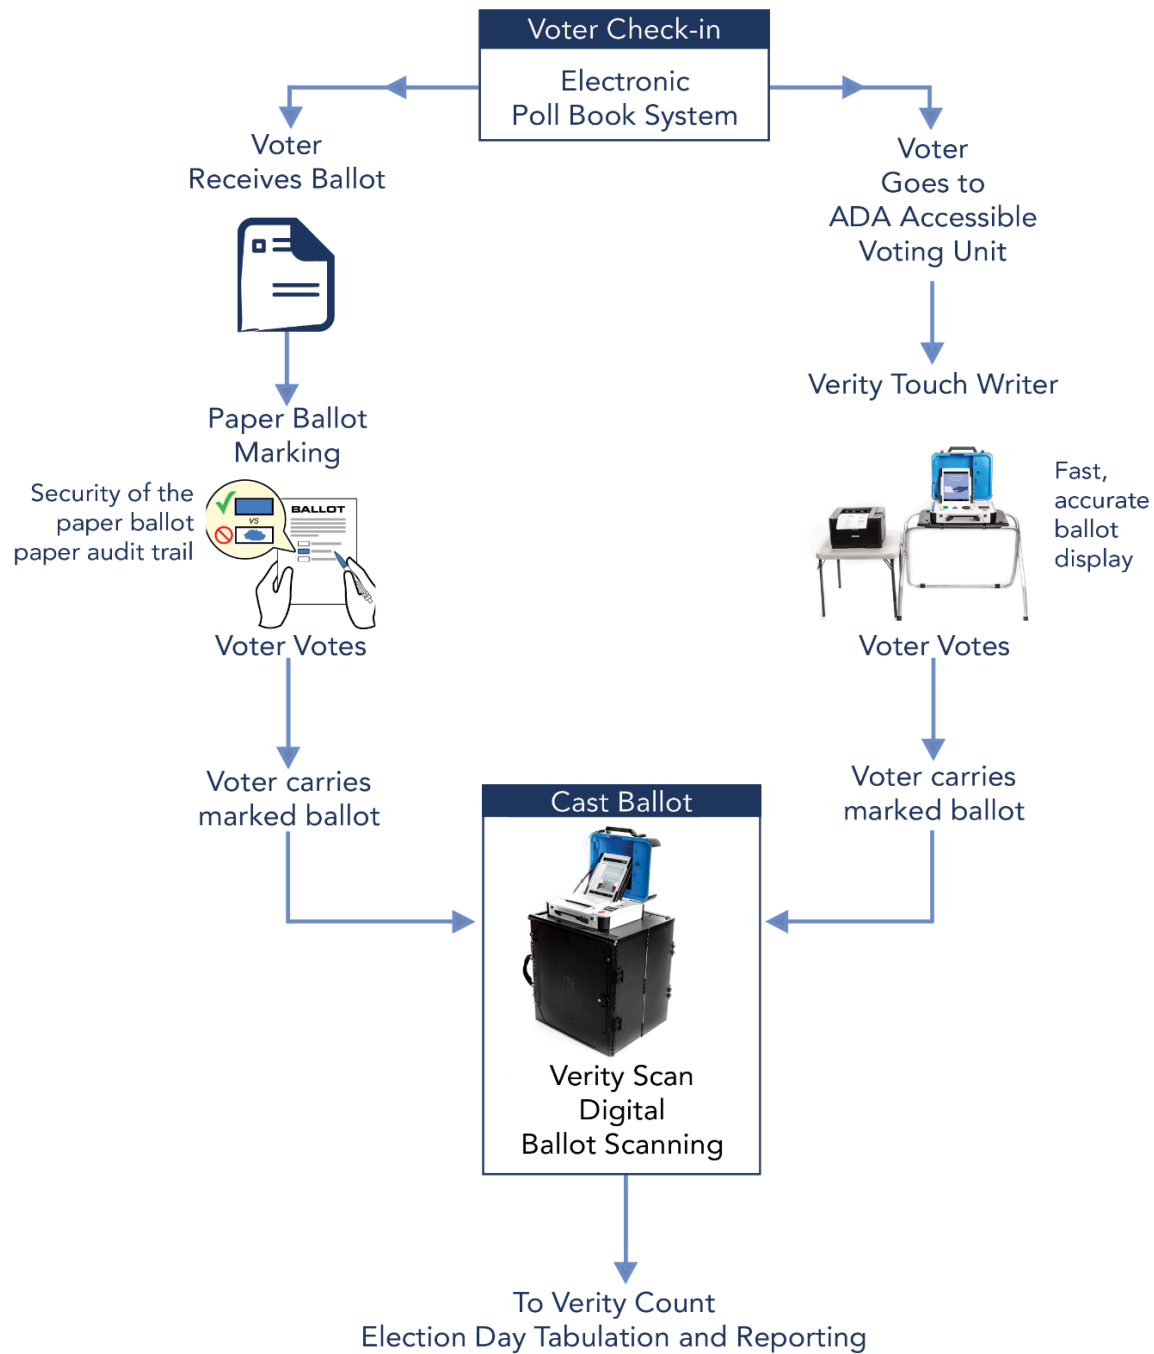 Voter Check-in
Electronic
Poll Book System
Voter
Receives Ballot
Voter
Goes to
ADA Accessible
Voting Unit
Paper Ballot
Marking
Verity Touch Writer
Security of the
paper ballot
paper audit trail
VS
BALLOT
Fast,
accurate
ballot
display
Voter Votes
Voter Votes
Voter carries
marked ballot
Voter carries
marked ballot
Cast Ballot
Verity Scan
Digital
Ballot Scanning
To Verity Count
Election Day Tabulation and Reporting